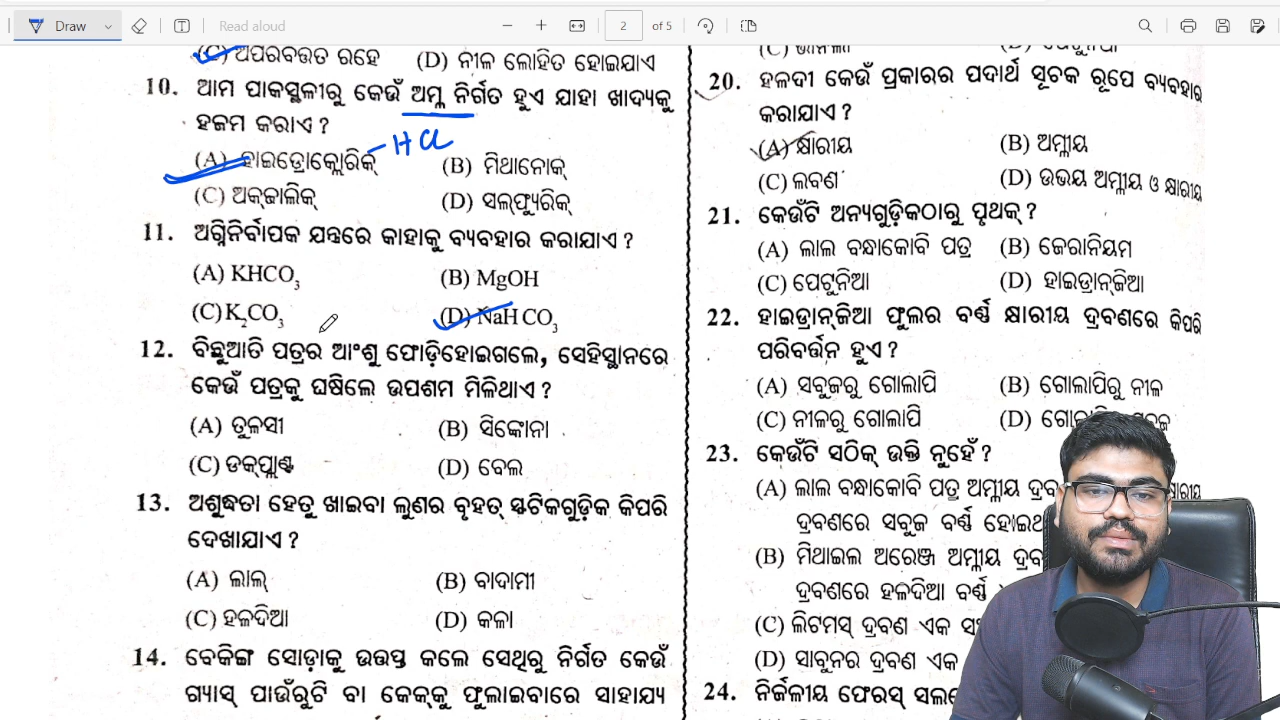 Draw
Read aloud
2
of 5
(C) ଅପରିବର୍ତ୍ତିତ ରହେ (D) ନୀଳ ଲୋହିତ ହୋଇଯାଏ
10. ଆମ ପାକସ୍ଥଳୀରୁ କେଉଁ ଅମ୍ଳ ନିର୍ଗତ ହୁଏ ଯାହା ଖାଦ୍ୟକୁ
ହଜମ କରାଏ ?
HCl
(A) ହାଇଡ୍ରୋକ୍ଲୋରିକ୍ (B) ମିଥାନୋକ୍
(C) ଅକ୍‌ଜାଲିକ୍ (D) ସଲ୍‌ଫ୍ୟୁରିକ୍
11. ଅଗ୍ନିନିର୍ବାପକ ଯନ୍ତ୍ରରେ କାହାକୁ ବ୍ୟବହାର କରାଯାଏ ?
(A) KHCO₃ (B) MgOH
(C) K₂CO₃ (D) NaHCO₃
12. ବିଛୁଆତି ପତ୍ରର ଆଂଶୁ ଫୋଡ଼ିହୋଇଗଲେ, ସେହିସ୍ଥାନରେ
କେଉଁ ପତ୍ରକୁ ଘଷିଲେ ଉପଶମ ମିଳିଥାଏ ?
(A) ତୁଳସୀ (B) ସିଙ୍କୋନା
(C) ଡକ୍‌ପ୍ଲାଣ୍ଟ (D) ବେଲ
13. ଅଶୁଦ୍ଧତା ହେତୁ ଖାଇବା ଲୁଣର ବୃହତ୍ ସ୍ଫଟିକଗୁଡ଼ିକ କିପରି
ଦେଖାଯାଏ ?
(A) ଲାଲ୍ (B) ବାଦାମୀ
(C) ହଳଦିଆ (D) କଳା
14. ବେକିଙ୍ଗ ସୋଡ଼ାକୁ ଉତ୍ତପ୍ତ କଲେ ସେଥିରୁ ନିର୍ଗତ କେଉଁ
ଗ୍ୟାସ୍ ପାଉଁରୁଟି ବା କେକ୍‌କୁ ଫୁଲାଇବାରେ ସାହାଯ୍ୟ
20. ହଳଦୀ କେଉଁ ପ୍ରକାରର ପଦାର୍ଥ ସୂଚକ ରୂପେ ବ୍ୟବହାର
କରାଯାଏ ?
(A) କ୍ଷାରୀୟ (B) ଅମ୍ଳୀୟ
(C) ଲବଣ (D) ଉଭୟ ଅମ୍ଳୀୟ ଓ କ୍ଷାରୀୟ
21. କେଉଁଟି ଅନ୍ୟଗୁଡ଼ିକଠାରୁ ପୃଥକ୍ ?
(A) ଲାଲ ବନ୍ଧାକୋବି ପତ୍ର (B) ଜେରାନିୟମ
(C) ପେଟୁନିଆ (D) ହାଇଡ୍ରାନ୍‌ଜିଆ
22. ହାଇଡ୍ରାନ୍‌ଜିଆ ଫୁଲର ବର୍ଣ୍ଣ କ୍ଷାରୀୟ ଦ୍ରବଣରେ କିପରି
ପରିବର୍ତ୍ତନ ହୁଏ ?
(A) ସବୁଜରୁ ଗୋଲାପି (B) ଗୋଲାପିରୁ ନୀଳ
(C) ନୀଳରୁ ଗୋଲାପି (D)
23. କେଉଁଟି ସଠିକ୍ ଉକ୍ତି ନୁହେଁ ?
(A) ଲାଲ ବନ୍ଧାକୋବି ପତ୍ର ଅମ୍ଳୀୟ
ଦ୍ରବଣରେ ସବୁଜ ବର୍ଣ୍ଣ
(B) ମିଥାଇଲ ଅରେଞ୍ଜ ଅମ୍ଳୀୟ
ଦ୍ରବଣରେ ହଳଦିଆ ବର୍ଣ୍ଣ
(C) ଲିଟମସ୍ ଦ୍ରବଣ ଏକ
(D) ସାବୁନର ଦ୍ରବଣ ଏକ
24. ନିର୍ଜଳୀୟ ଫେରସ୍